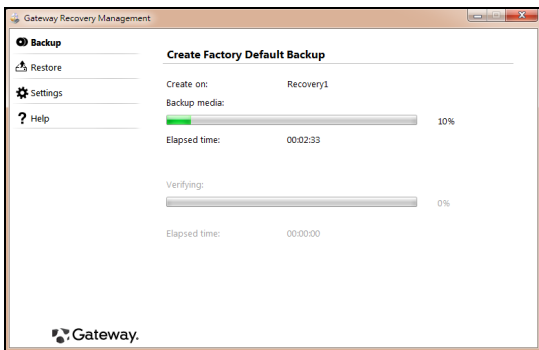 Gateway Recovery Management
Backup
Restore
Settings
? Help
Create Factory Default Backup
Create on: Recovery1
Backup media:
10%
Elapsed time: 00:02:33
Verifying:
0%
Elapsed time: 00:00:00
Gateway.